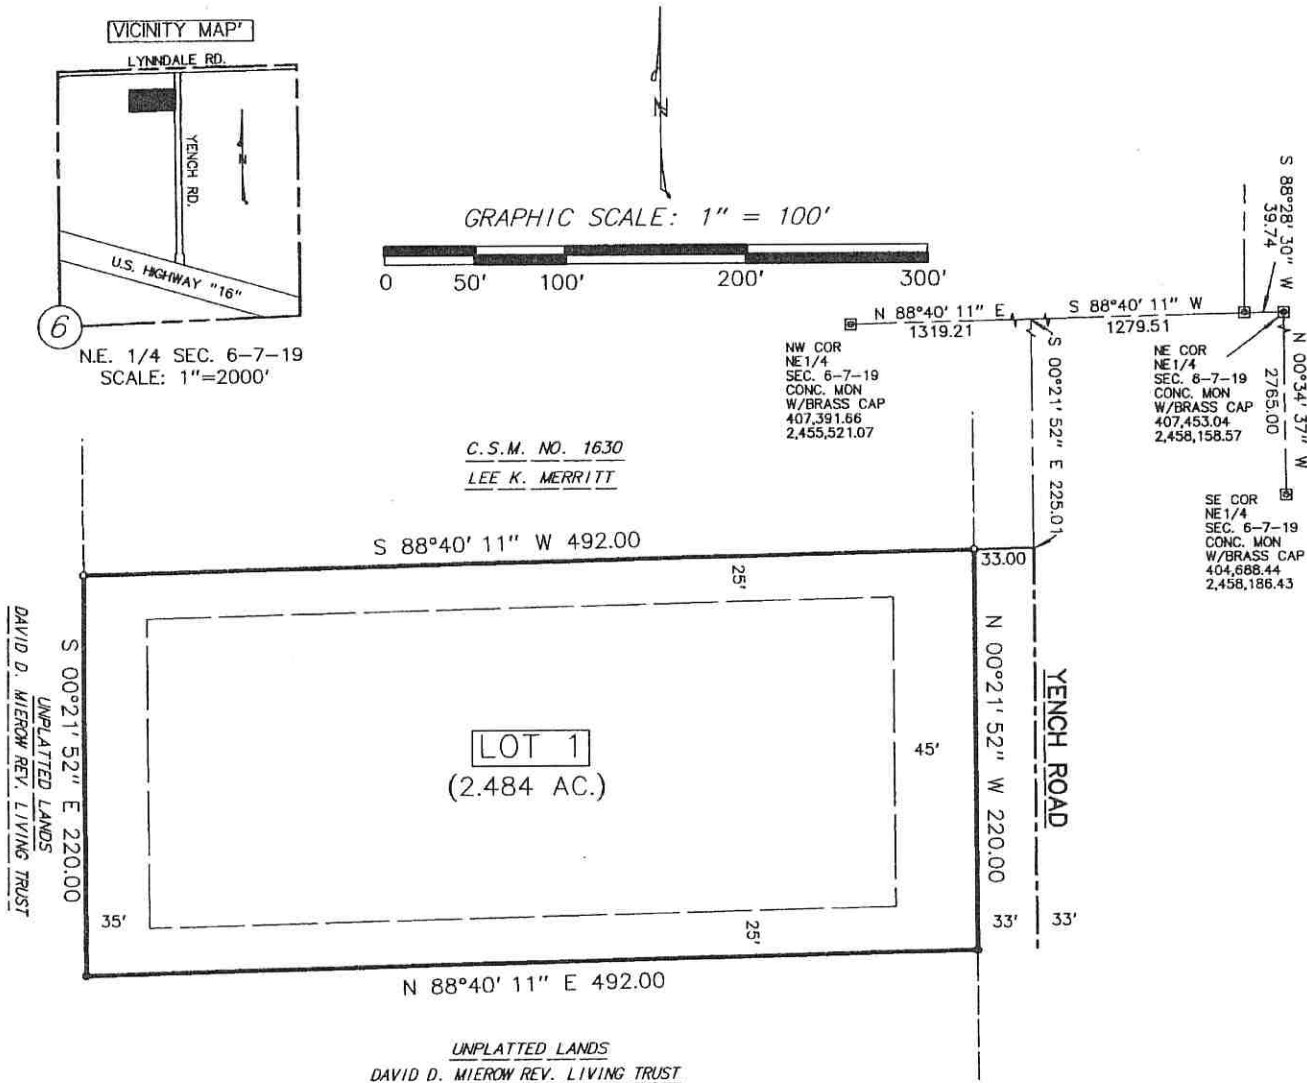 VICINITY MAP'
LYNNDALE RD.
YENCH RD.
N
U.S. HIGHWAY "16"
6
N.E. 1/4 SEC. 6-7-19
SCALE: 1"=2000'
N
GRAPHIC SCALE: 1" = 100'
0 50' 100' 200' 300'
S 88°28'30" W
39.74
N 88°40'11" E
1319.21
S 88°40'11" W
1279.51
NW COR
NE1/4
SEC. 6-7-19
CONC. MON
W/BRASS CAP
407,391.66
2,455,521.07
S 00°21'52" E 225.01
NE COR
NE1/4
SEC. 6-7-19
CONC. MON
W/BRASS CAP
407,453.04
2,458,158.57
N 00°34'37" W
2765.00
SE COR
NE1/4
SEC. 6-7-19
CONC. MON
W/BRASS CAP
404,688.44
2,458,186.43
C.S.M. NO. 1630
LEE K. MERRITT
S 88°40'11" W 492.00
33.00
25'
S 00°21'52" E 220.00
UNPLATTED LANDS
DAVID D. MIEROW REV. LIVING TRUST
LOT 1
(2.484 AC.)
45'
N 00°21'52" W 220.00
YENCH ROAD
35'
25'
33' 33'
N 88°40'11" E 492.00
UNPLATTED LANDS
DAVID D. MIEROW REV. LIVING TRUST